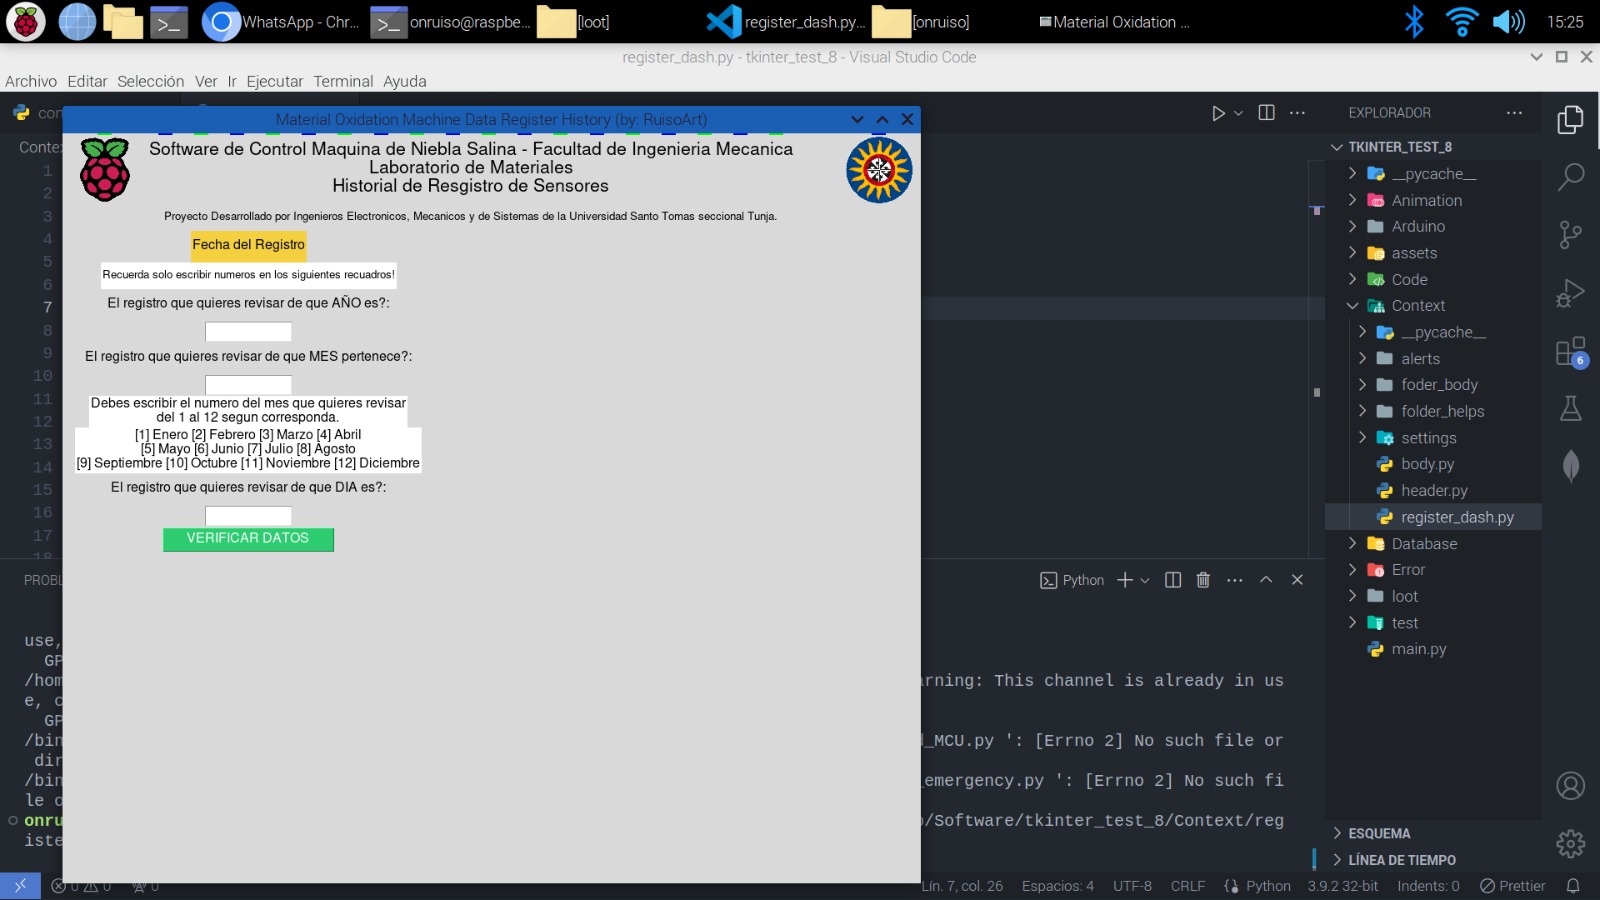 WhatsApp - Chr...
onruiso@raspbe...
[loot]
register_dash.py...
[onruiso]
Material Oxidation ...
15:25
register_dash.py - tkinter_test_8 - Visual Studio Code
Archivo Editar Selección Ver Ir Ejecutar Terminal Ayuda
con
Material Oxidation Machine Data Register History (by: RuisoArt)
EXPLORADOR
Conte
Software de Control Maquina de Niebla Salina - Facultad de Ingenieria Mecanica
Laboratorio de Materiales
Historial de Resgistro de Sensores
Proyecto Desarrollado por Ingenieros Electronicos, Mecanicos y de Sistemas de la Universidad Santo Tomas seccional Tunja.
Fecha del Registro
Recuerda solo escribir numeros en los siguientes recuadros!
El registro que quieres revisar de que AÑO es?:
El registro que quieres revisar de que MES pertenece?:
Debes escribir el numero del mes que quieres revisar
del 1 al 12 segun corresponda.
[1] Enero [2] Febrero [3] Marzo [4] Abril
[5] Mayo [6] Junio [7] Julio [8] Agosto
[9] Septiembre [10] Octubre [11] Noviembre [12] Diciembre
El registro que quieres revisar de que DIA es?:
VERIFICAR DATOS
1
2
3
4
5
6
7
8
9
10
11
12
13
14
15
16
17
18
TKINTER_TEST_8
__pycache__
Animation
Arduino
assets
Code
Context
__pycache__
alerts
foder_body
folder_helps
settings
body.py
header.py
register_dash.py
Database
Error
loot
test
main.py
6
ESQUEMA
LÍNEA DE TIEMPO
PROBL
Python
use,
GP
/hom
arning: This channel is already in us
e, c
GP
/bin
_MCU.py ': [Errno 2] No such file or
dir
/bin
emergency.py ': [Errno 2] No such fi
le o
onru
o/Software/tkinter_test_8/Context/reg
iste
0 0 0
Lín. 7, col. 26 Espacios: 4 UTF-8 CRLF Python 3.9.2 32-bit Indents: 0 Prettier